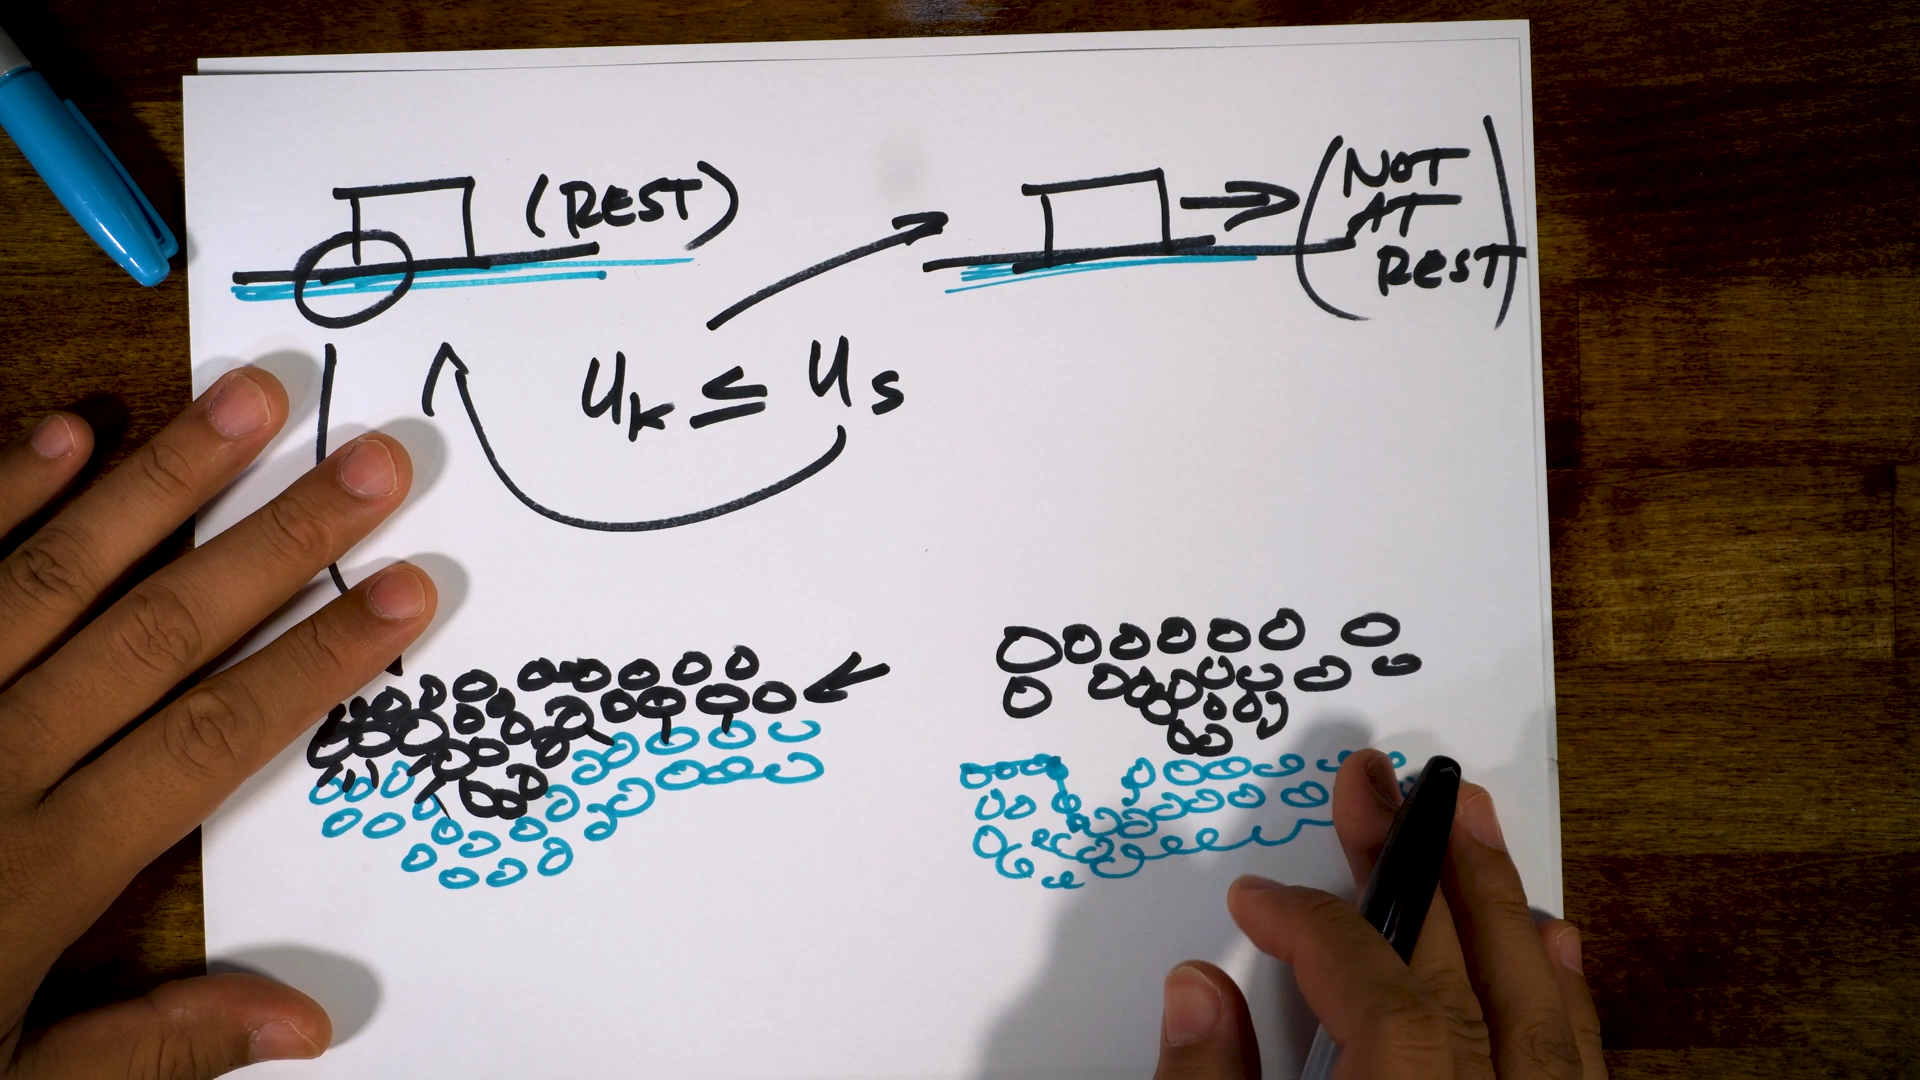 (REST)
(NOT
AT
REST)
Uk ≤ Us